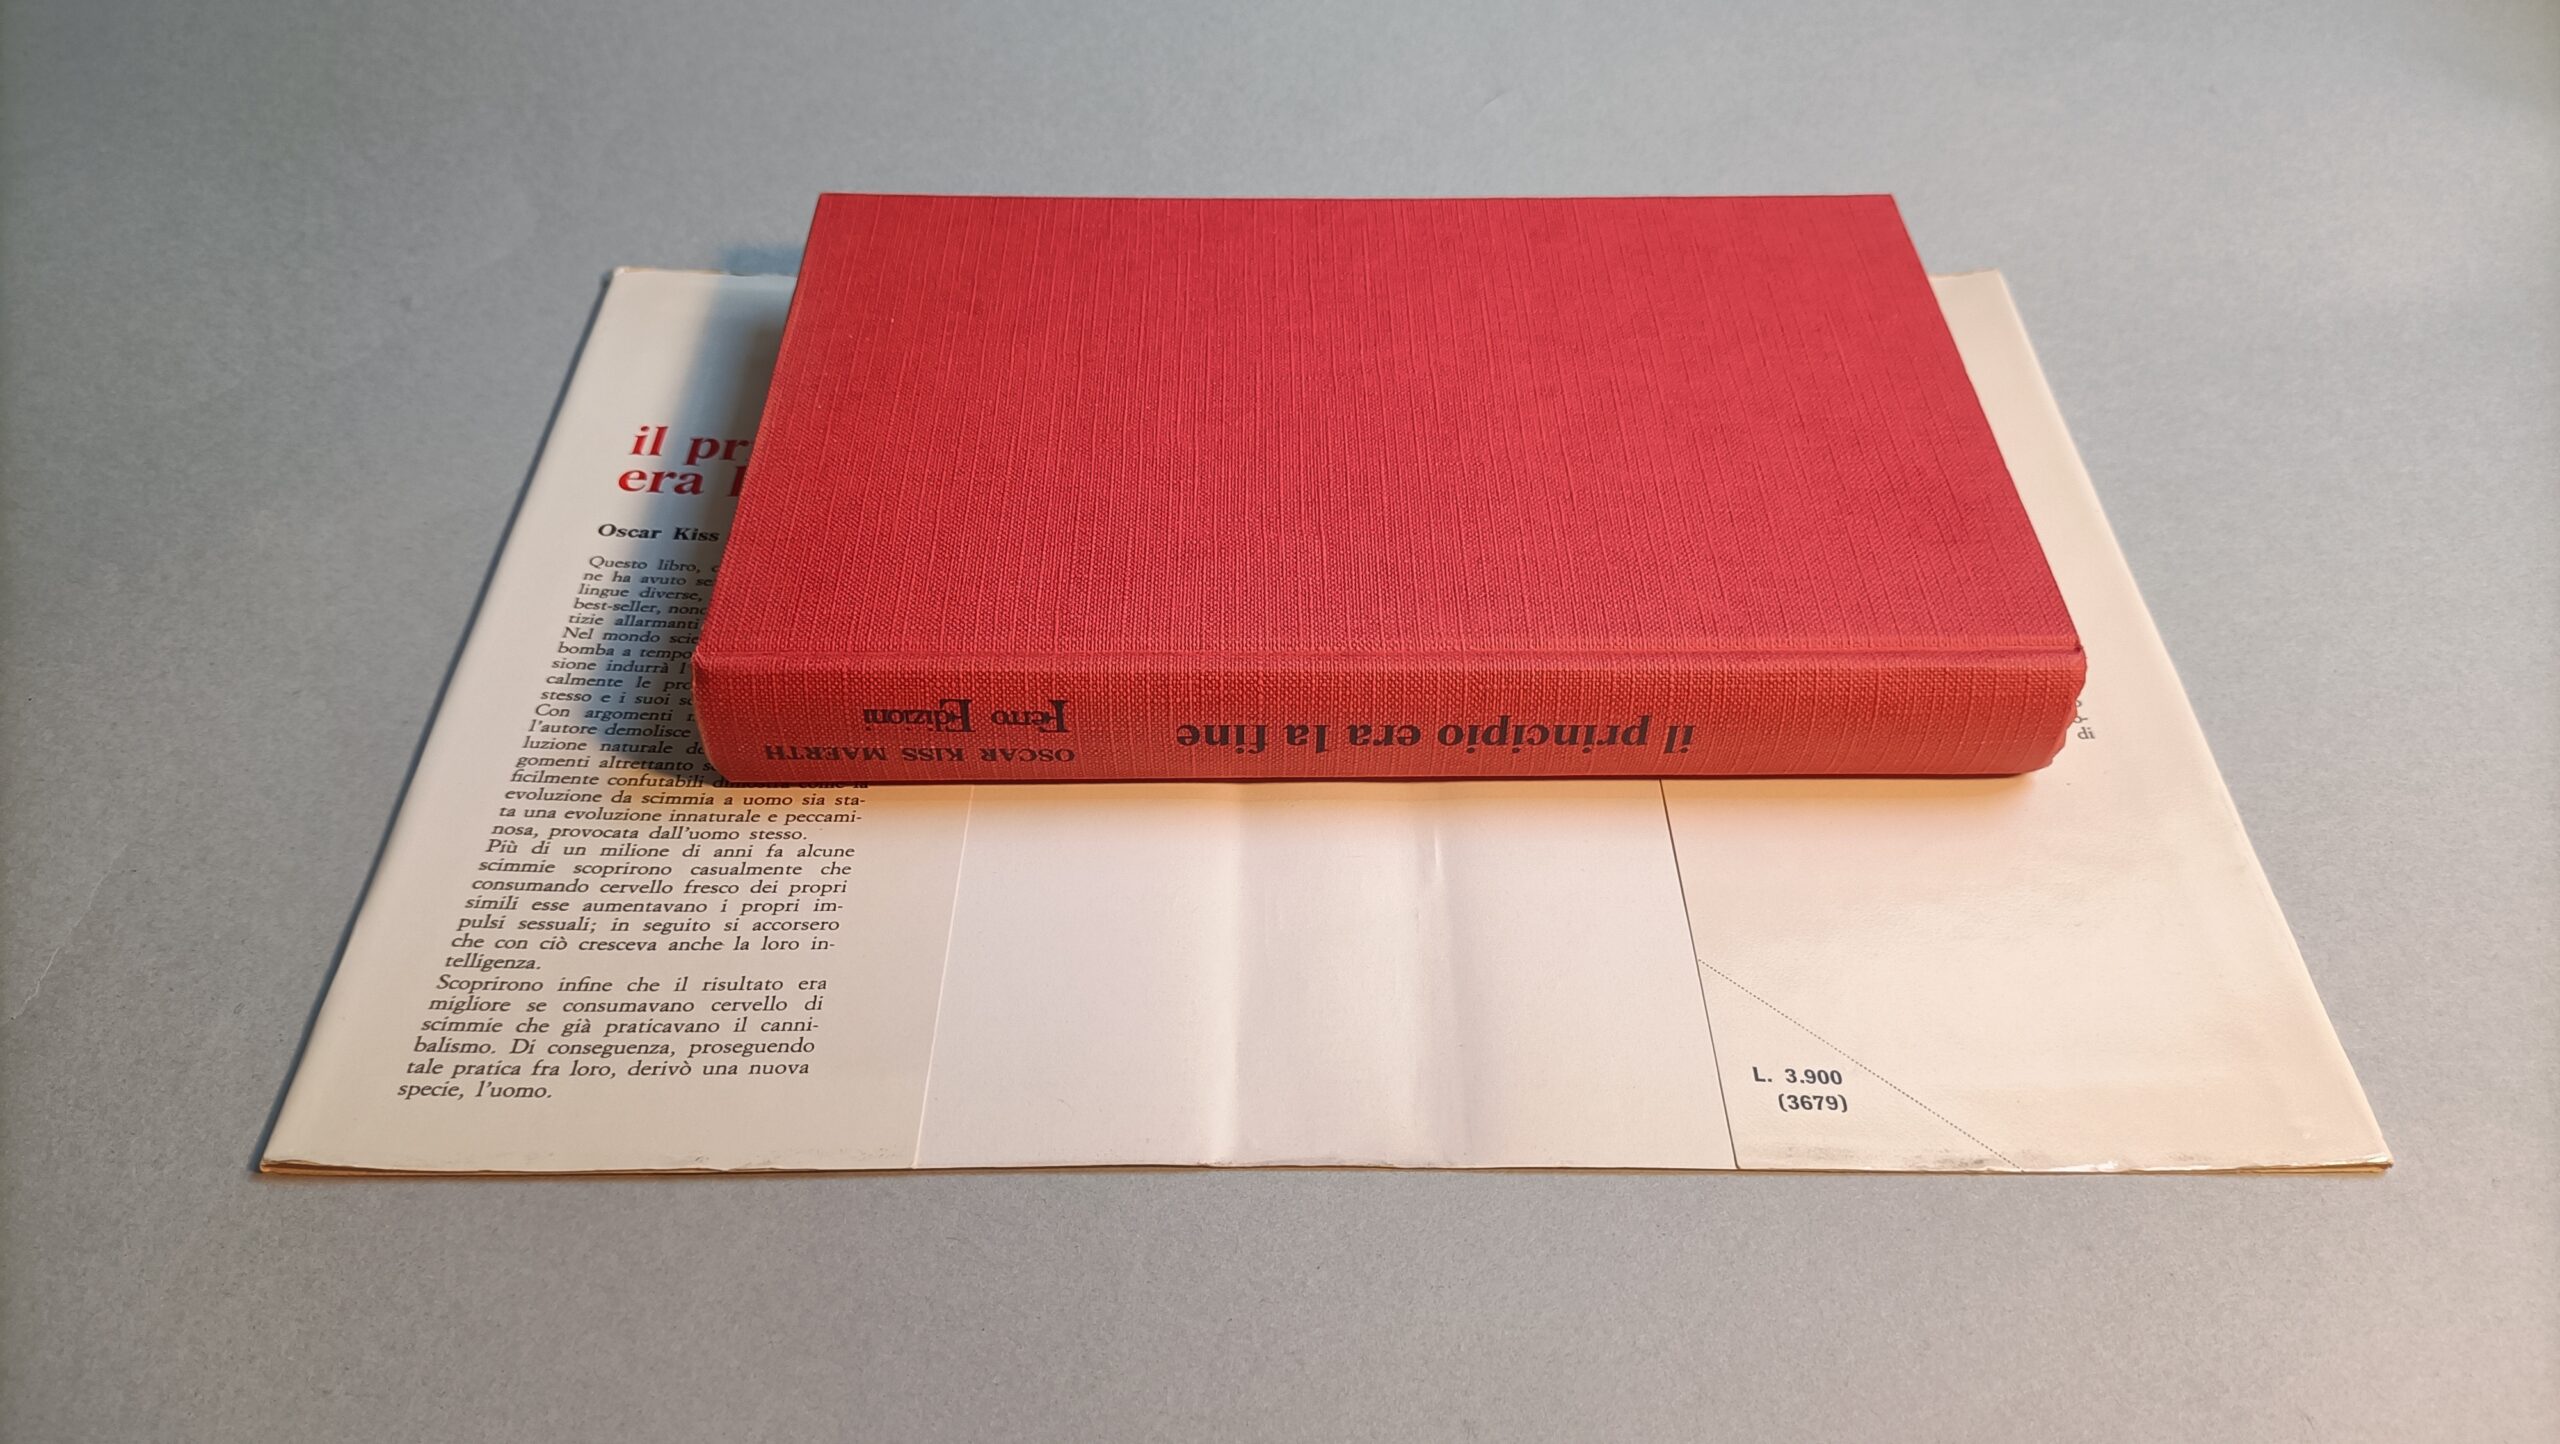 il pr
era l
Oscar Kiss
Questo libro,
ne ha avuto se
lingue diverse,
best-seller, nonc
tizie allarmanti
Nel mondo scie
bomba a tempo
sione indurrà l'
calmente le pro
stesso e i suoi s
Con argomenti
l'autore demolisce
luzione naturale de
gomenti altrettanto s
ficilmente confutabili dimostra come la
evoluzione da scimmia a uomo sia sta-
ta una evoluzione innaturale e peccami-
nosa, provocata dall'uomo stesso.
Più di un milione di anni fa alcune
scimmie scoprirono casualmente che
consumando cervello fresco dei propri
simili esse aumentavano i propri im-
pulsi sessuali; in seguito si accorsero
che con ciò cresceva anche la loro in-
telligenza.
Scoprirono infine che il risultato era
migliore se consumavano cervello di
scimmie che già praticavano il canni-
balismo. Di conseguenza, proseguendo
tale pratica fra loro, derivò una nuova
specie, l'uomo.
il principio era la fine
OSCAR KISS MAERTH
Ferro Edizioni
di
L. 3.900
(3679)